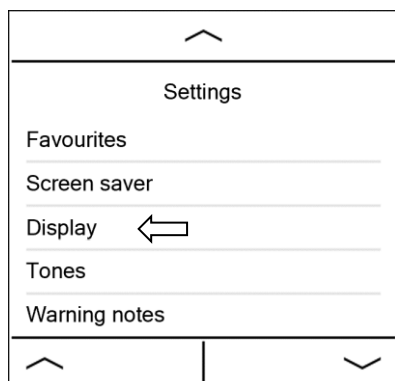 Settings
Favourites
Screen saver
Display
Tones
Warning notes